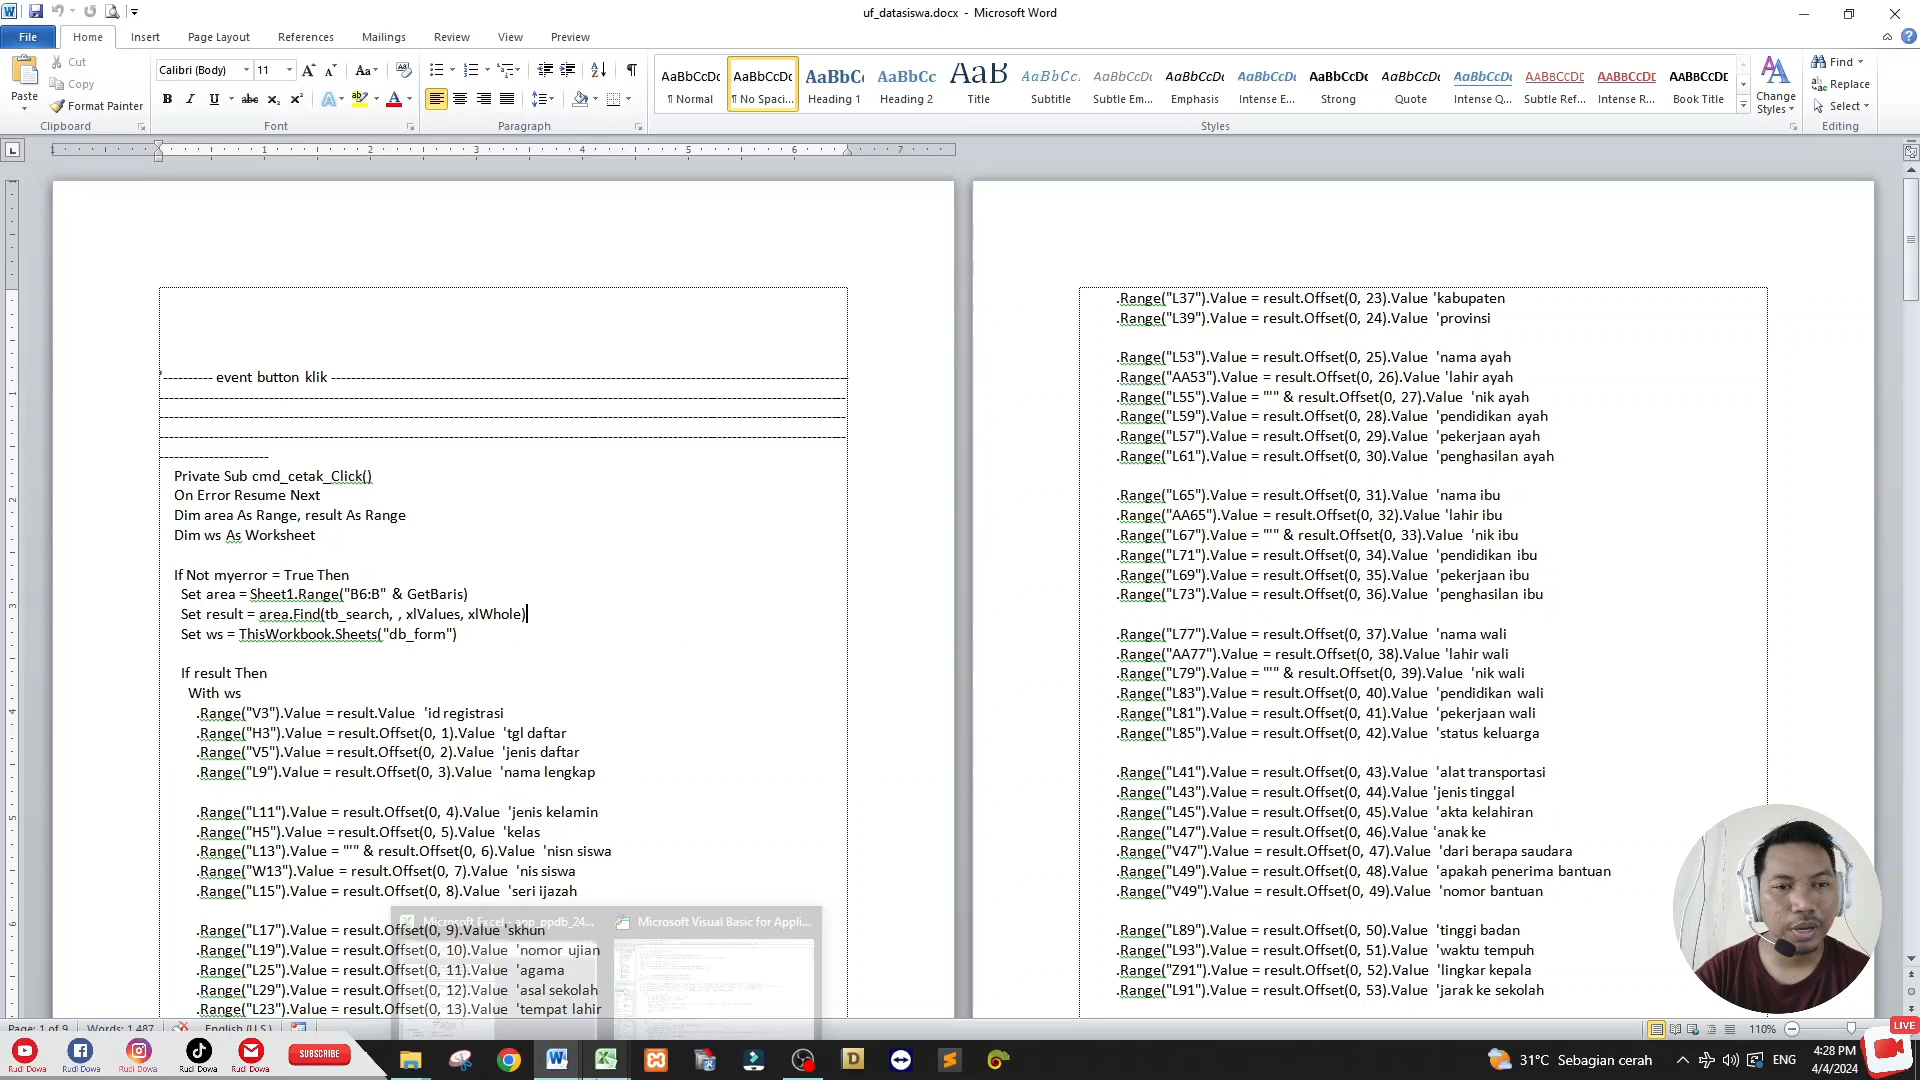 uf_datasiswa.docx - Microsoft Word
File Home Insert Page Layout References Mailings Review View Preview
Paste
Cut
Copy
Format Painter
Clipboard
Calibri (Body) 11
Font
Paragraph
AaBbCcDc AaBbCcDc AaBbC AaBbCc AaB AaBbCc. AaBbCcDc AaBbCcDc AaBbCcDc AaBbCcDc AaBbCcDc AaBbCcDc AaBbCcDc AaBbCcDc AaBbCcDc
¶ Normal ¶ No Spaci... Heading 1 Heading 2 Title Subtitle Subtle Em... Emphasis Intense E... Strong Quote Intense Q... Subtle Ref... Intense R... Book Title
Styles
Change Styles
Find
Replace
Select
Editing
'---------- event button klik ----------
Private Sub cmd_cetak_Click()
On Error Resume Next
Dim area As Range, result As Range
Dim ws As Worksheet
If Not myerror = True Then
Set area = Sheet1.Range("B6:B" & GetBaris)
Set result = area.Find(tb_search, , xlValues, xlWhole)
Set ws = ThisWorkbook.Sheets("db_form")
If result Then
With ws
.Range("V3").Value = result.Value 'id registrasi
.Range("H3").Value = result.Offset(0, 1).Value 'tgl daftar
.Range("V5").Value = result.Offset(0, 2).Value 'jenis daftar
.Range("L9").Value = result.Offset(0, 3).Value 'nama lengkap
.Range("L11").Value = result.Offset(0, 4).Value 'jenis kelamin
.Range("H5").Value = result.Offset(0, 5).Value 'kelas
.Range("L13").Value = "'" & result.Offset(0, 6).Value 'nisn siswa
.Range("W13").Value = result.Offset(0, 7).Value 'nis siswa
.Range("L15").Value = result.Offset(0, 8).Value 'seri ijazah
.Range("L17").Value = result.Offset(0, 9).Value 'skhun
.Range("L19").Value = result.Offset(0, 10).Value 'nomor ujian
.Range("L25").Value = result.Offset(0, 11).Value 'agama
.Range("L29").Value = result.Offset(0, 12).Value 'asal sekolah
.Range("L23").Value = result.Offset(0, 13).Value 'tempat lahir
Microsoft Excel - app_ppdb_24...
Microsoft Visual Basic for Appli...
.Range("L37").Value = result.Offset(0, 23).Value 'kabupaten
.Range("L39").Value = result.Offset(0, 24).Value 'provinsi
.Range("L53").Value = result.Offset(0, 25).Value 'nama ayah
.Range("AA53").Value = result.Offset(0, 26).Value 'lahir ayah
.Range("L55").Value = "'" & result.Offset(0, 27).Value 'nik ayah
.Range("L59").Value = result.Offset(0, 28).Value 'pendidikan ayah
.Range("L57").Value = result.Offset(0, 29).Value 'pekerjaan ayah
.Range("L61").Value = result.Offset(0, 30).Value 'penghasilan ayah
.Range("L65").Value = result.Offset(0, 31).Value 'nama ibu
.Range("AA65").Value = result.Offset(0, 32).Value 'lahir ibu
.Range("L67").Value = "'" & result.Offset(0, 33).Value 'nik ibu
.Range("L71").Value = result.Offset(0, 34).Value 'pendidikan ibu
.Range("L69").Value = result.Offset(0, 35).Value 'pekerjaan ibu
.Range("L73").Value = result.Offset(0, 36).Value 'penghasilan ibu
.Range("L77").Value = result.Offset(0, 37).Value 'nama wali
.Range("AA77").Value = result.Offset(0, 38).Value 'lahir wali
.Range("L79").Value = "'" & result.Offset(0, 39).Value 'nik wali
.Range("L83").Value = result.Offset(0, 40).Value 'pendidikan wali
.Range("L81").Value = result.Offset(0, 41).Value 'pekerjaan wali
.Range("L85").Value = result.Offset(0, 42).Value 'status keluarga
.Range("L41").Value = result.Offset(0, 43).Value 'alat transportasi
.Range("L43").Value = result.Offset(0, 44).Value 'jenis tinggal
.Range("L45").Value = result.Offset(0, 45).Value 'akta kelahiran
.Range("L47").Value = result.Offset(0, 46).Value 'anak ke
.Range("V47").Value = result.Offset(0, 47).Value 'dari berapa saudara
.Range("L49").Value = result.Offset(0, 48).Value 'apakah penerima bantuan
.Range("V49").Value = result.Offset(0, 49).Value 'nomor bantuan
.Range("L89").Value = result.Offset(0, 50).Value 'tinggi badan
.Range("L93").Value = result.Offset(0, 51).Value 'waktu tempuh
.Range("Z91").Value = result.Offset(0, 52).Value 'lingkar kepala
.Range("L91").Value = result.Offset(0, 53).Value 'jarak ke sekolah
Page: 1 of 9 Words: 1,487 English (U.S.) 110%
Rudi Dowa Rudi Dowa Rudi Dowa Rudi Dowa Rudi Dowa
SUBSCRIBE
31°C Sebagian cerah
ENG
4:28 PM
4/4/2024
LIVE